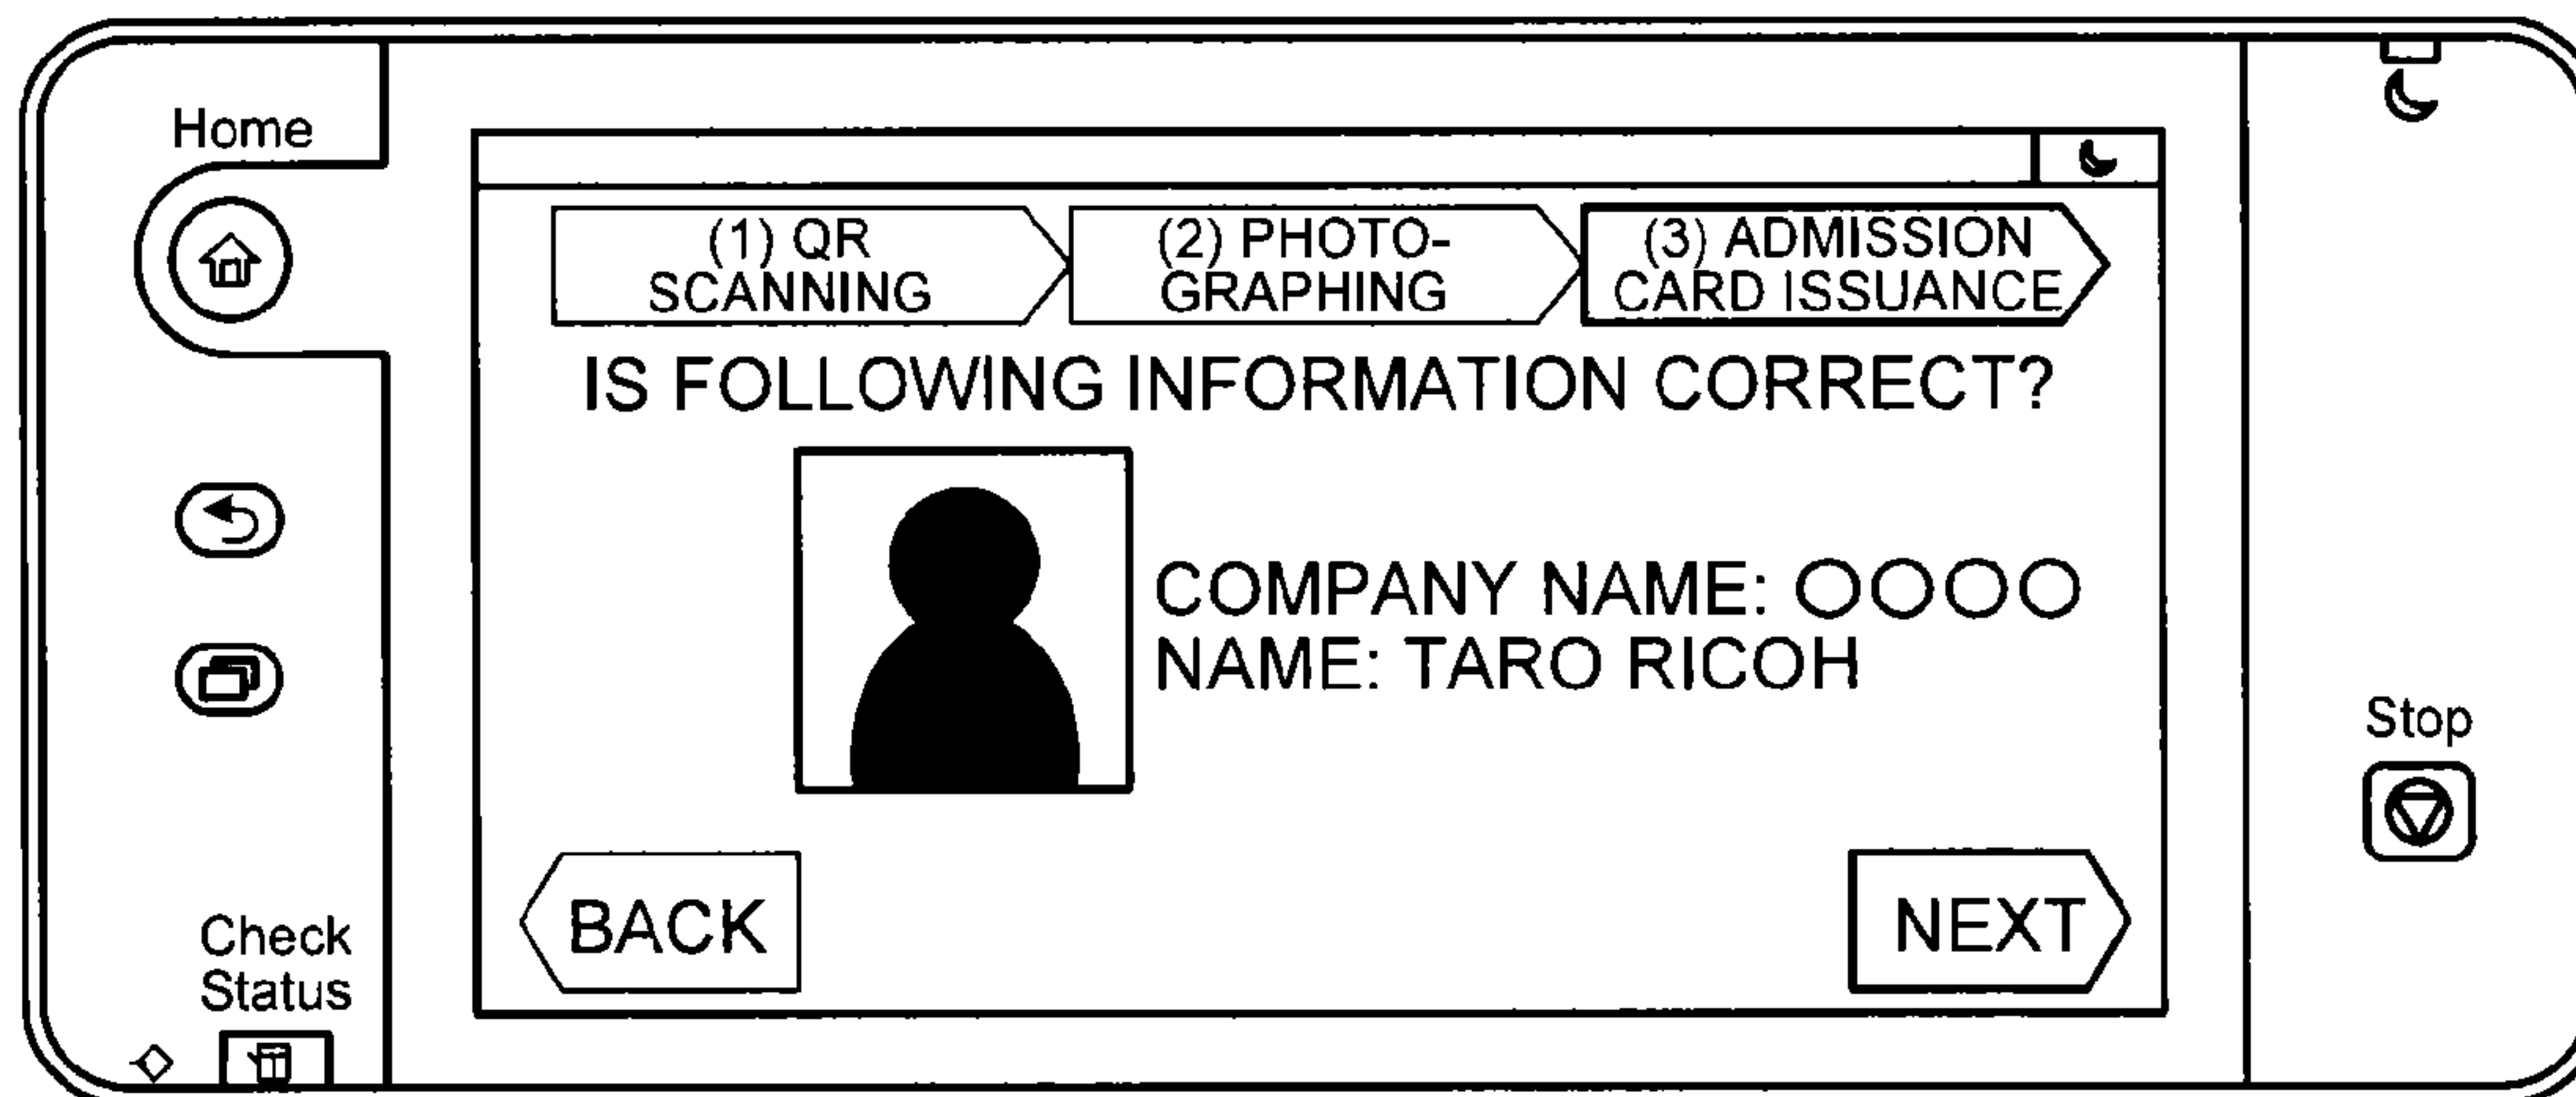 Home
(1) QR
SCANNING
(2) PHOTO-
GRAPHING
(3) ADMISSION
CARD ISSUANCE
IS FOLLOWING INFORMATION CORRECT?
COMPANY NAME: ○○○○
NAME: TARO RICOH
Stop
BACK
NEXT
Check
Status